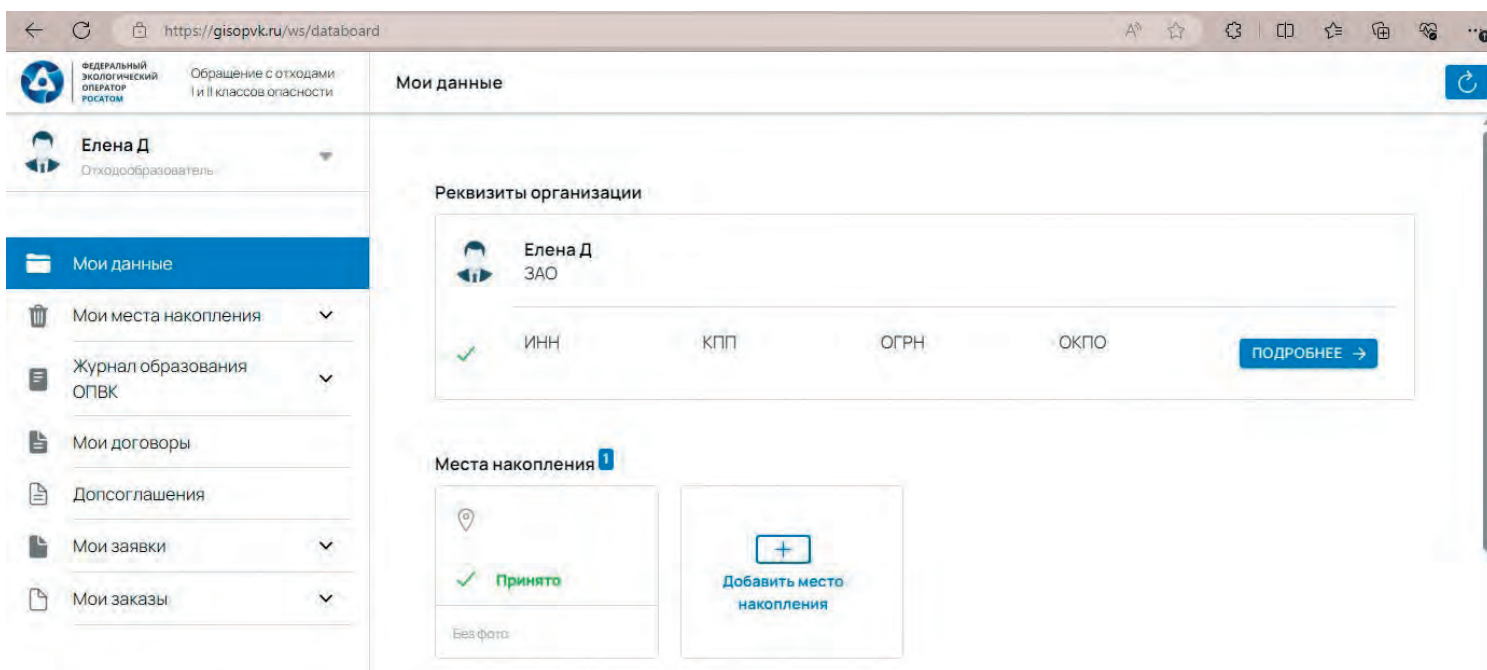 https://gisopvk.ru/ws/databoard
ФЕДЕРАЛЬНЫЙ
ЭКОЛОГИЧЕСКИЙ
ОПЕРАТОР
РОСАТОМ
Обращение с отходами
I и II классов опасности
Мои данные
Елена Д
Отходообразователь
Мои данные
Мои места накопления
Журнал образования
ОПВК
Мои договоры
Допсоглашения
Мои заявки
Мои заказы
Реквизиты организации
Елена Д
ЗАО
ИНН КПП ОГРН ОКПО
ПОДРОБНЕЕ →
Места накопления 1
Принято
Без фото
Добавить место
накопления